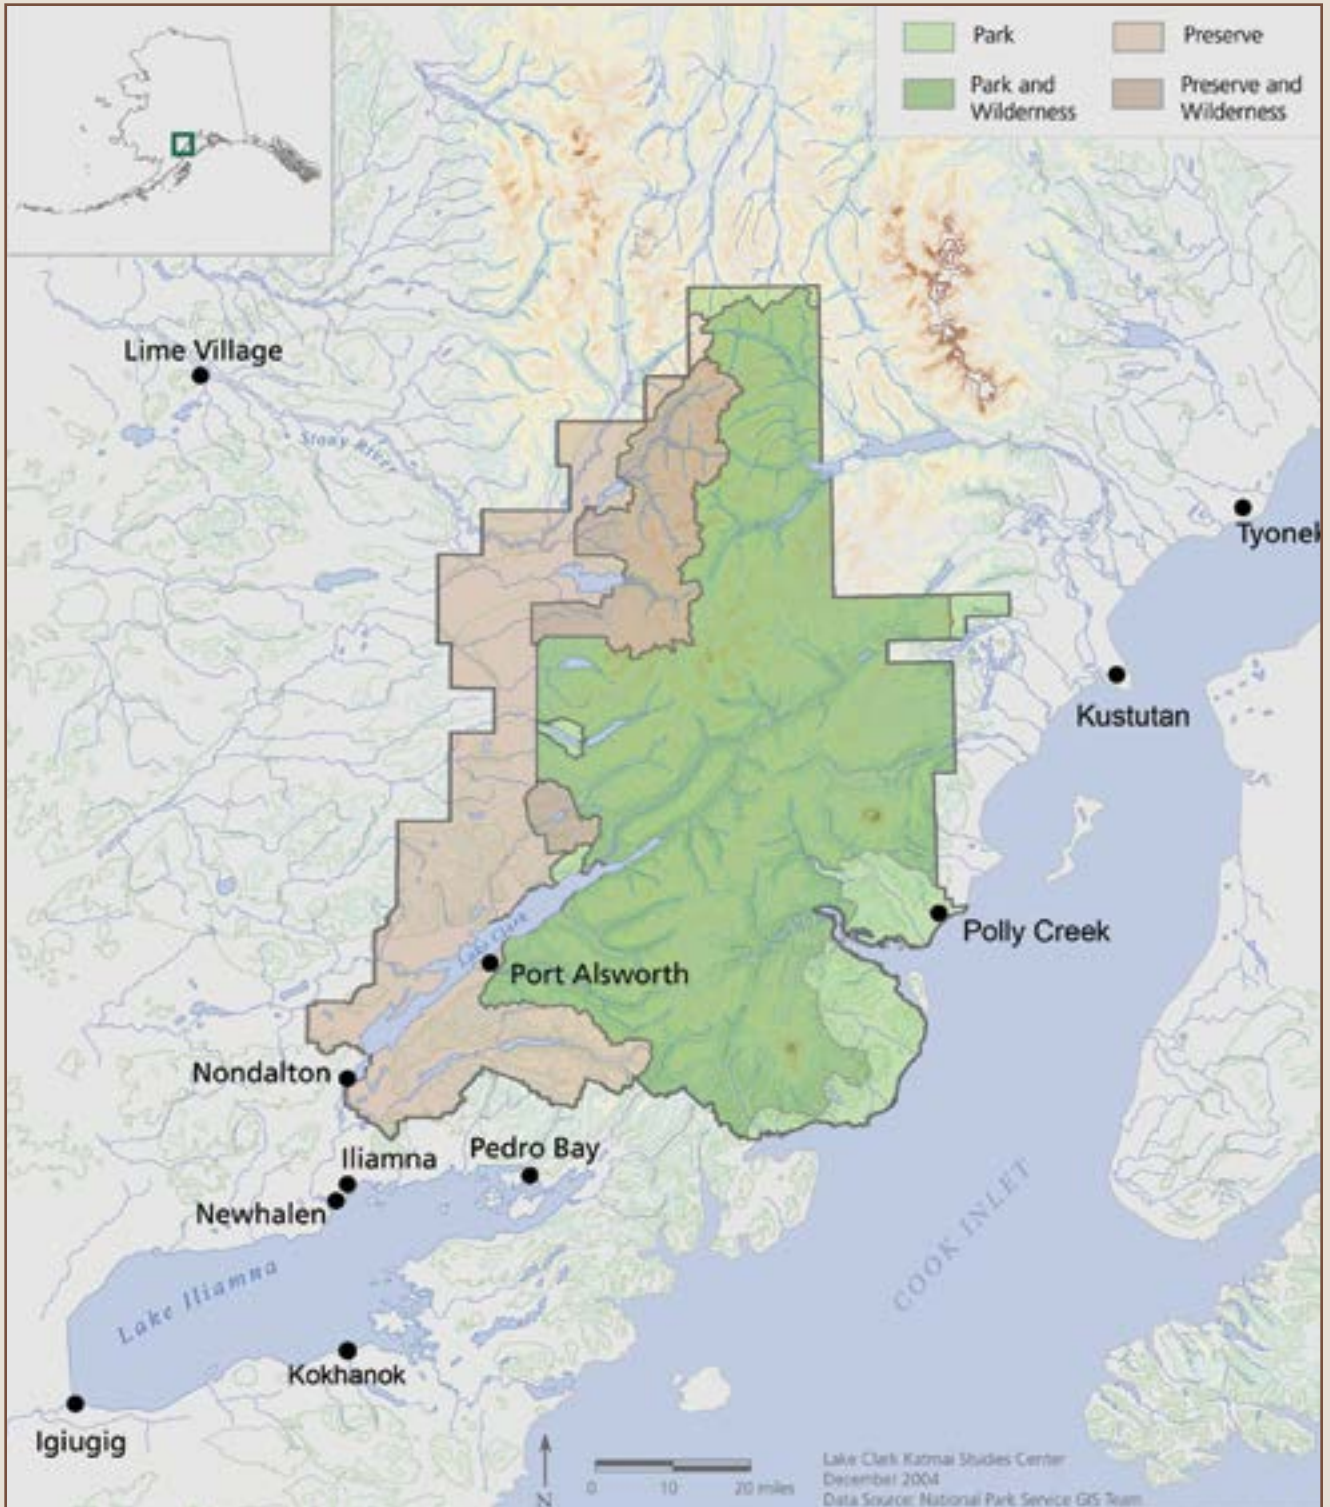 Park
Preserve
Park and
Wilderness
Preserve and
Wilderness
Lime Village
Stony River
Tyonek
Kustutan
Polly Creek
Lake Clark
Port Alsworth
Nondalton
Iliamna
Pedro Bay
Newhalen
Lake Iliamna
COOK INLET
Kokhanok
Igiugig
N
0 10 20 miles
Lake Clark Katmai Studies Center
December 2004
Data Source: National Park Service GIS Team